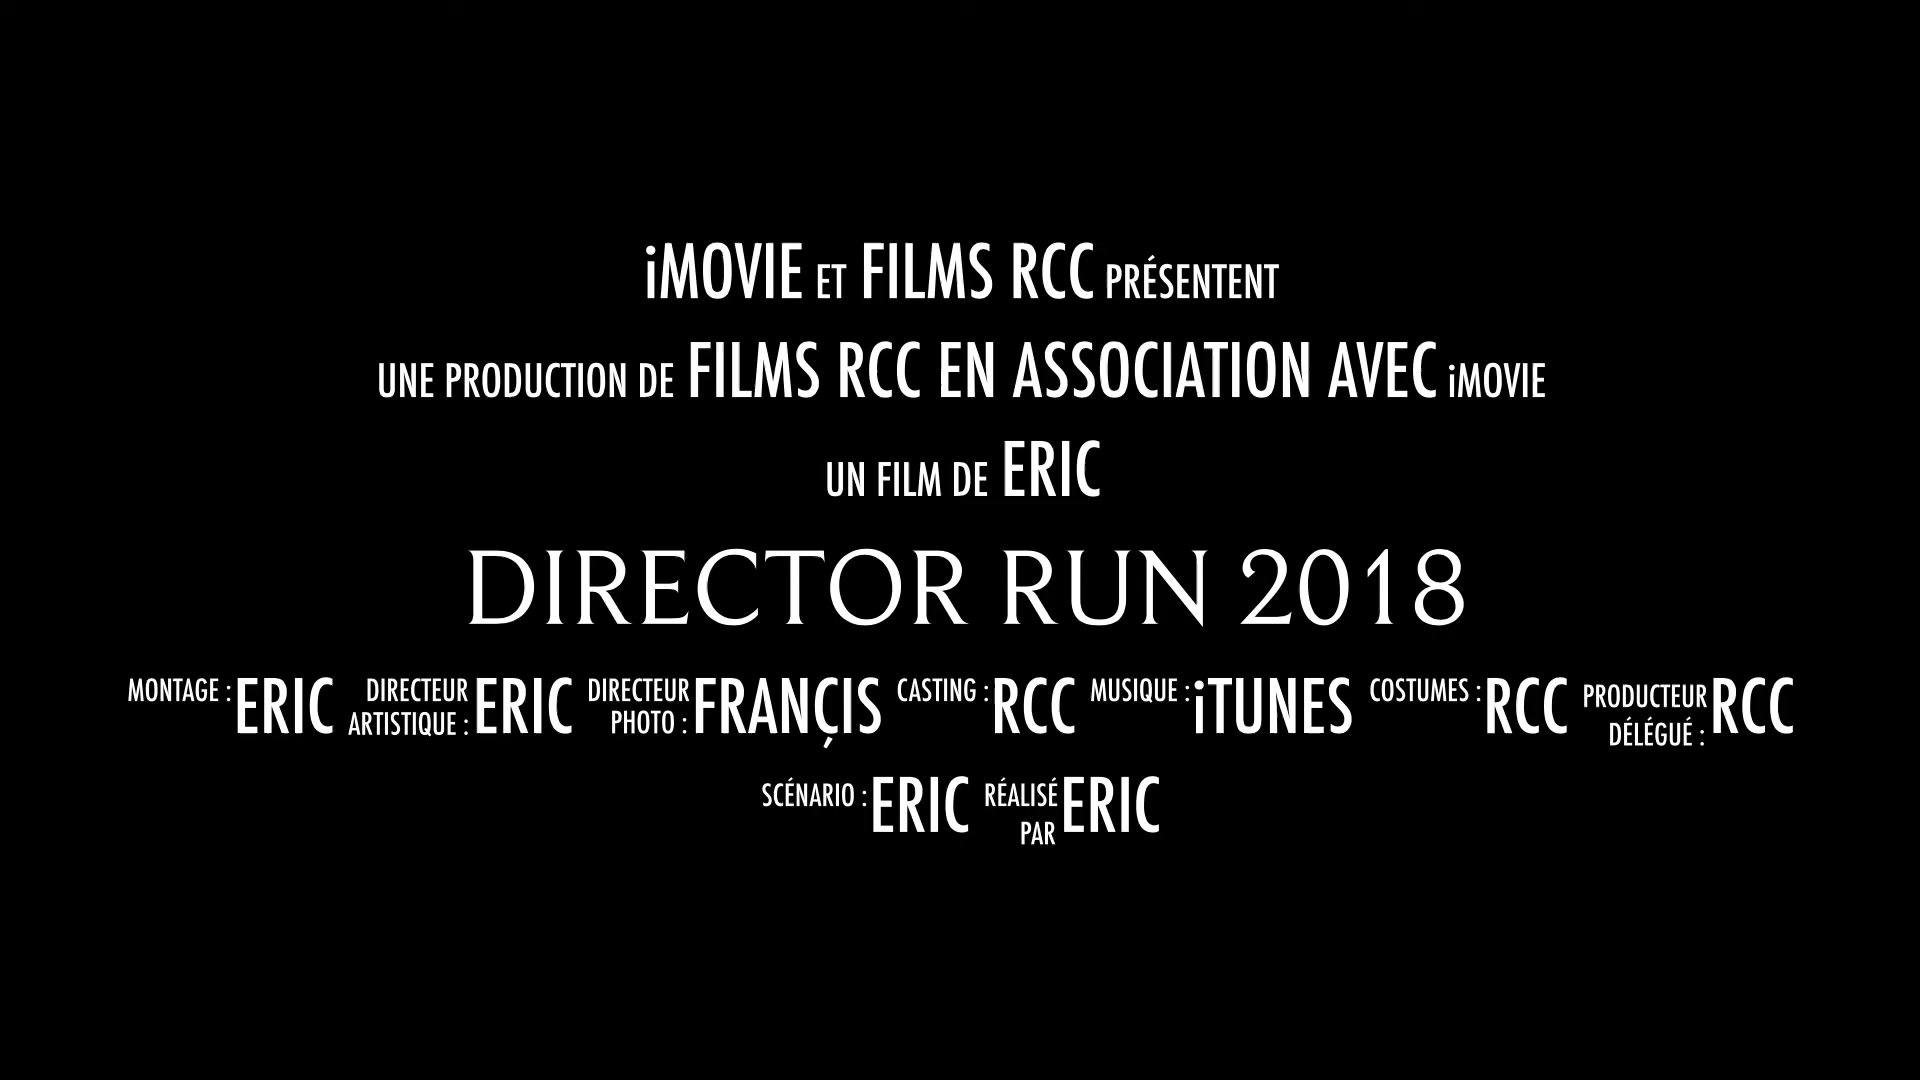 iMOVIE ET FILMS RCC PRÉSENTENT
UNE PRODUCTION DE FILMS RCC EN ASSOCIATION AVEC iMOVIE
UN FILM DE ERIC
DIRECTOR RUN 2018
MONTAGE : ERIC DIRECTEUR ARTISTIQUE : ERIC DIRECTEUR PHOTO : FRANÇIS CASTING : RCC MUSIQUE : iTUNES COSTUMES : RCC PRODUCTEUR DÉLÉGUÉ : RCC
SCÉNARIO : ERIC RÉALISÉ PAR ERIC